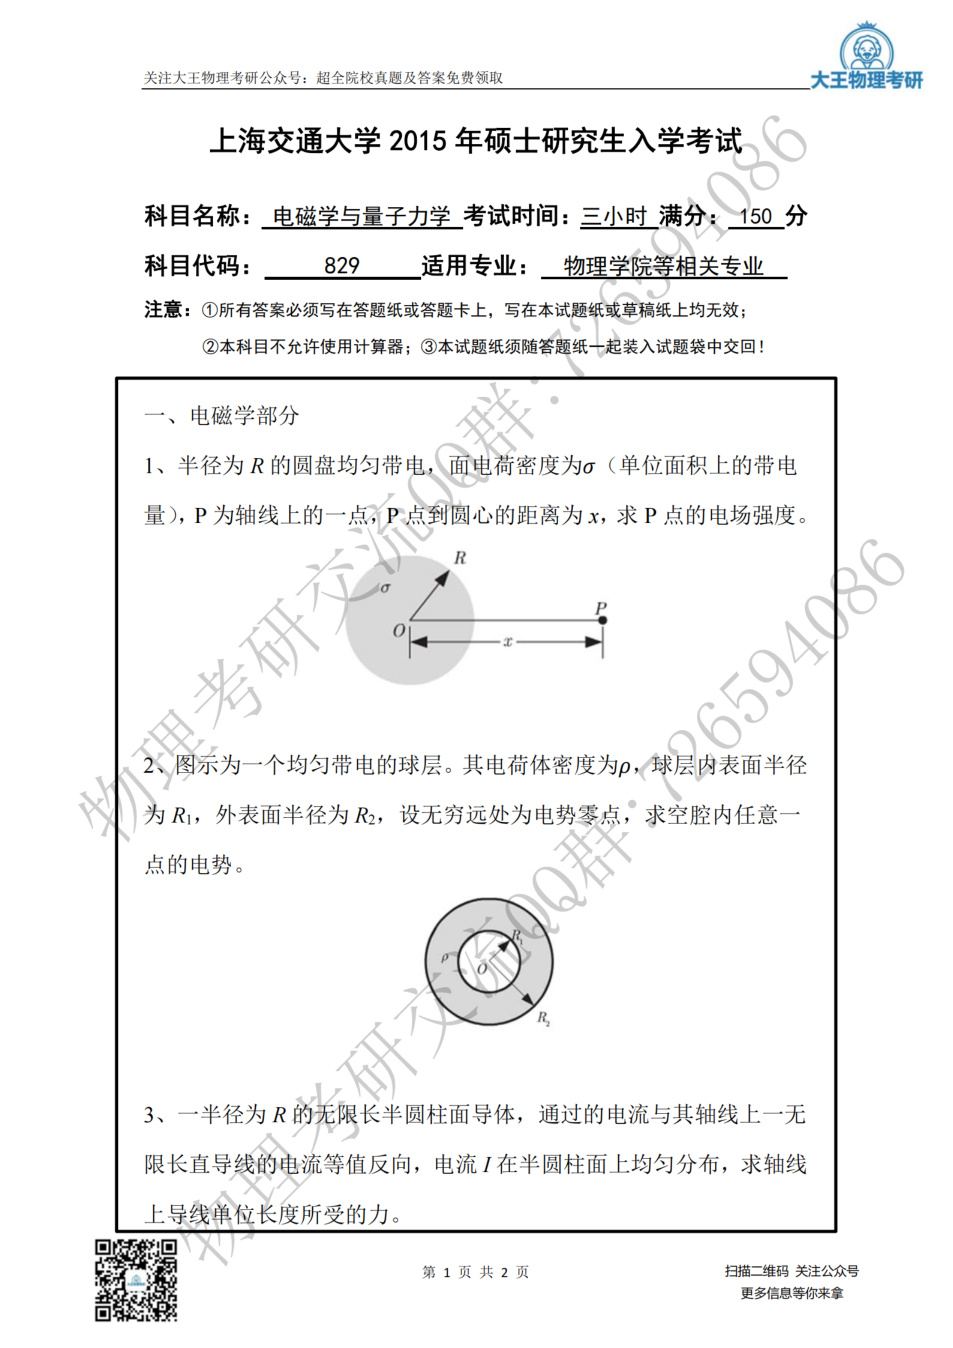 关注大王物理考研公众号：超全院校真题及答案免费领取
大王物理考研
上海交通大学 2015 年硕士研究生入学考试
科目名称： 电磁学与量子力学 考试时间：三小时 满分： 150 分
科目代码： 829 适用专业： 物理学院等相关专业
注意：①所有答案必须写在答题纸或答题卡上，写在本试题纸或草稿纸上均无效；
②本科目不允许使用计算器；③本试题纸须随答题纸一起装入试题袋中交回！
一、电磁学部分
1、半径为 R 的圆盘均匀带电，面电荷密度为σ（单位面积上的带电
量），P 为轴线上的一点，P 点到圆心的距离为 x，求 P 点的电场强度。
R
σ
P
O
x
2、图示为一个均匀带电的球层。其电荷体密度为ρ，球层内表面半径
为 R₁，外表面半径为 R₂，设无穷远处为电势零点，求空腔内任意一
点的电势。
R₁
ρ
O
R₂
3、一半径为 R 的无限长半圆柱面导体，通过的电流与其轴线上一无
限长直导线的电流等值反向，电流 I 在半圆柱面上均匀分布，求轴线
上导线单位长度所受的力。
物理考研交流QQ群：726594086
物理考研交流QQ群：726594086
大王物理考研
第 1 页 共 2 页
扫描二维码 关注公众号
更多信息等你来拿